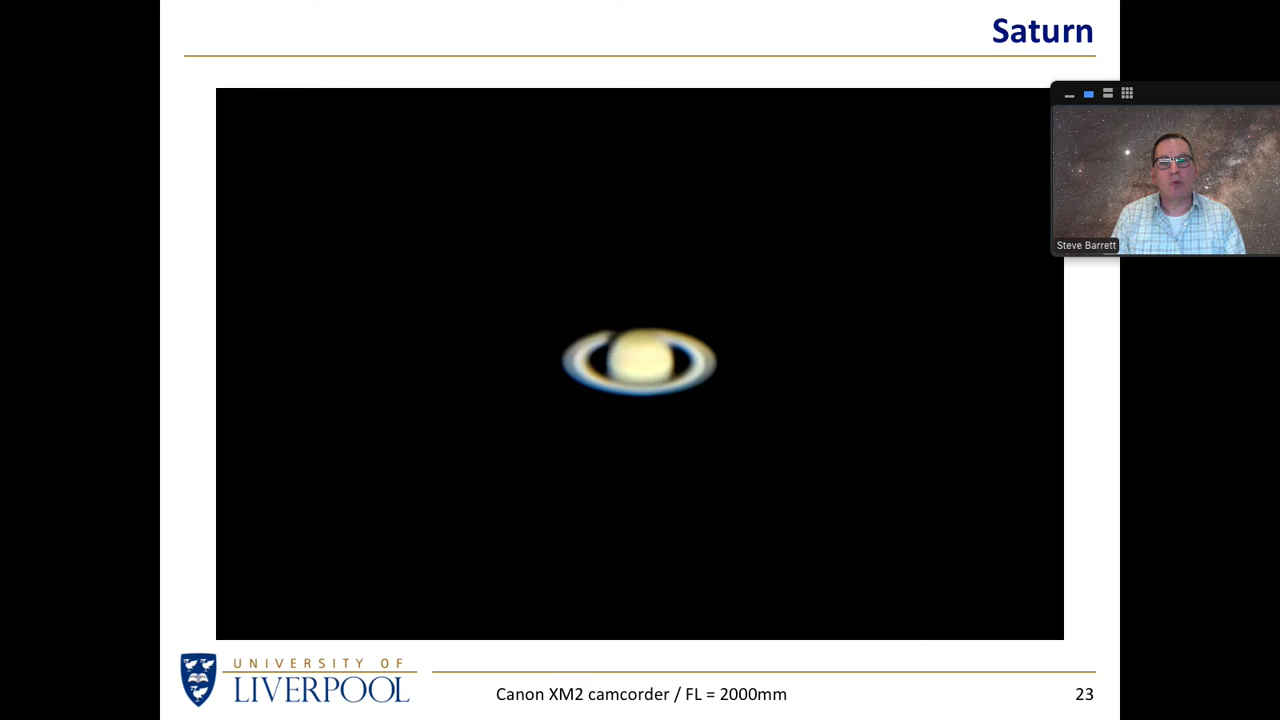 Saturn
Steve Barrett
UNIVERSITY OF
LIVERPOOL
Canon XM2 camcorder / FL = 2000mm
23